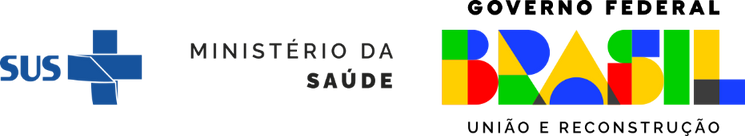 SUS
MINISTÉRIO DA
SAÚDE
GOVERNO FEDERAL
BRASIL
UNIÃO E RECONSTRUÇÃO